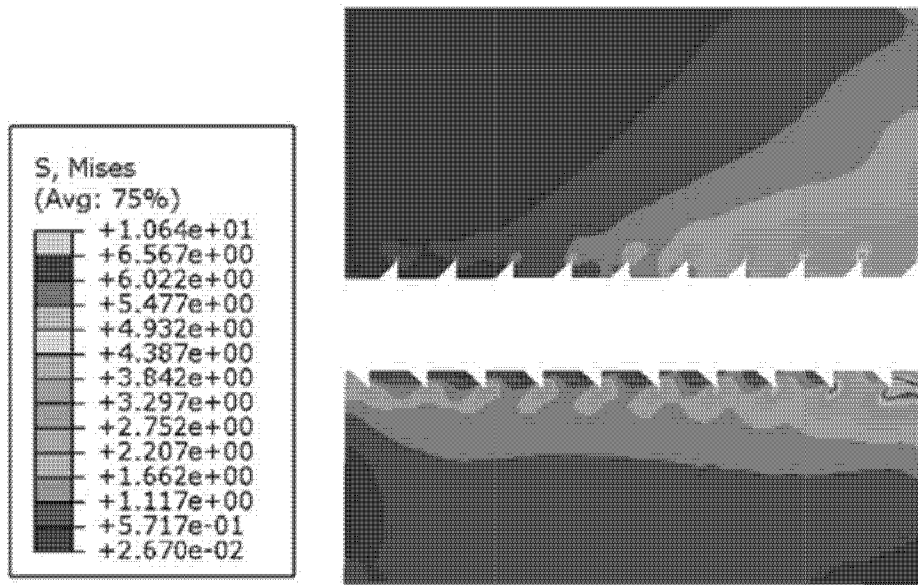 S, Mises
(Avg: 75%)
+1.064e+01
+6.567e+00
+6.022e+00
+5.477e+00
+4.932e+00
+4.387e+00
+3.842e+00
+3.297e+00
+2.752e+00
+2.207e+00
+1.662e+00
+1.117e+00
+5.717e-01
+2.670e-02